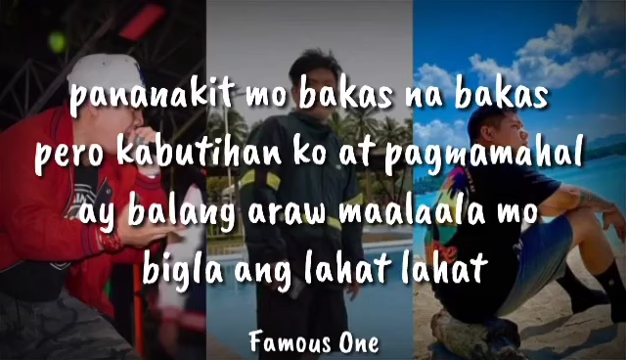 pananakit mo bakas na bakas
pero kabutihan ko at pagmamahal
ay balang araw maalaala mo
bigla ang lahat lahat
Famous One